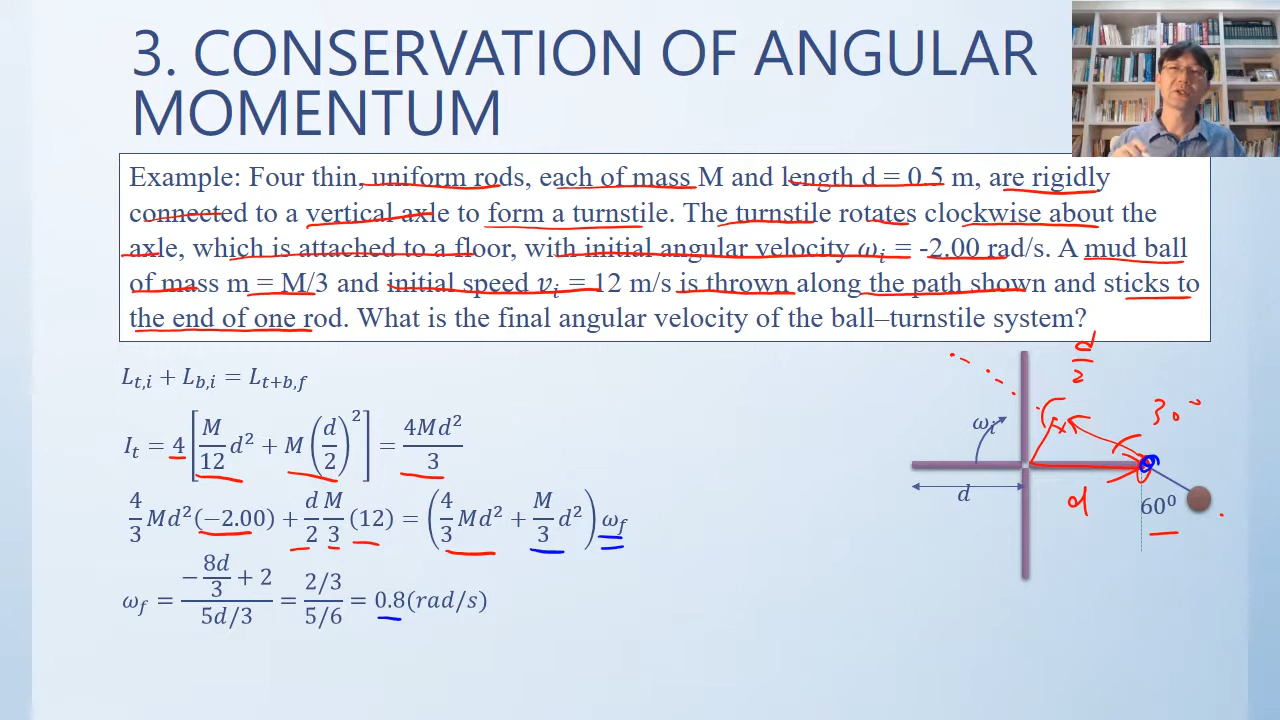 3. CONSERVATION OF ANGULAR
MOMENTUM
Example: Four thin, uniform rods, each of mass M and length d = 0.5 m, are rigidly
connected to a vertical axle to form a turnstile. The turnstile rotates clockwise about the
axle, which is attached to a floor, with initial angular velocity ωᵢ = -2.00 rad/s. A mud ball
of mass m = M/3 and initial speed vᵢ = 12 m/s is thrown along the path shown and sticks to
the end of one rod. What is the final angular velocity of the ball–turnstile system?
L_{t,i} + L_{b,i} = L_{t+b,f}
I_t = 4[M/12 d² + M(d/2)²] = 4Md²/3
4/3 Md²(−2.00) + d/2 M/3 (12) = (4/3 Md² + M/3 d²) ω_f
ω_f = (−8d/3 + 2)/(5d/3) = (2/3)/(5/6) = 0.8(rad/s)
d/2
30°
ωᵢ
d
d
60⁰